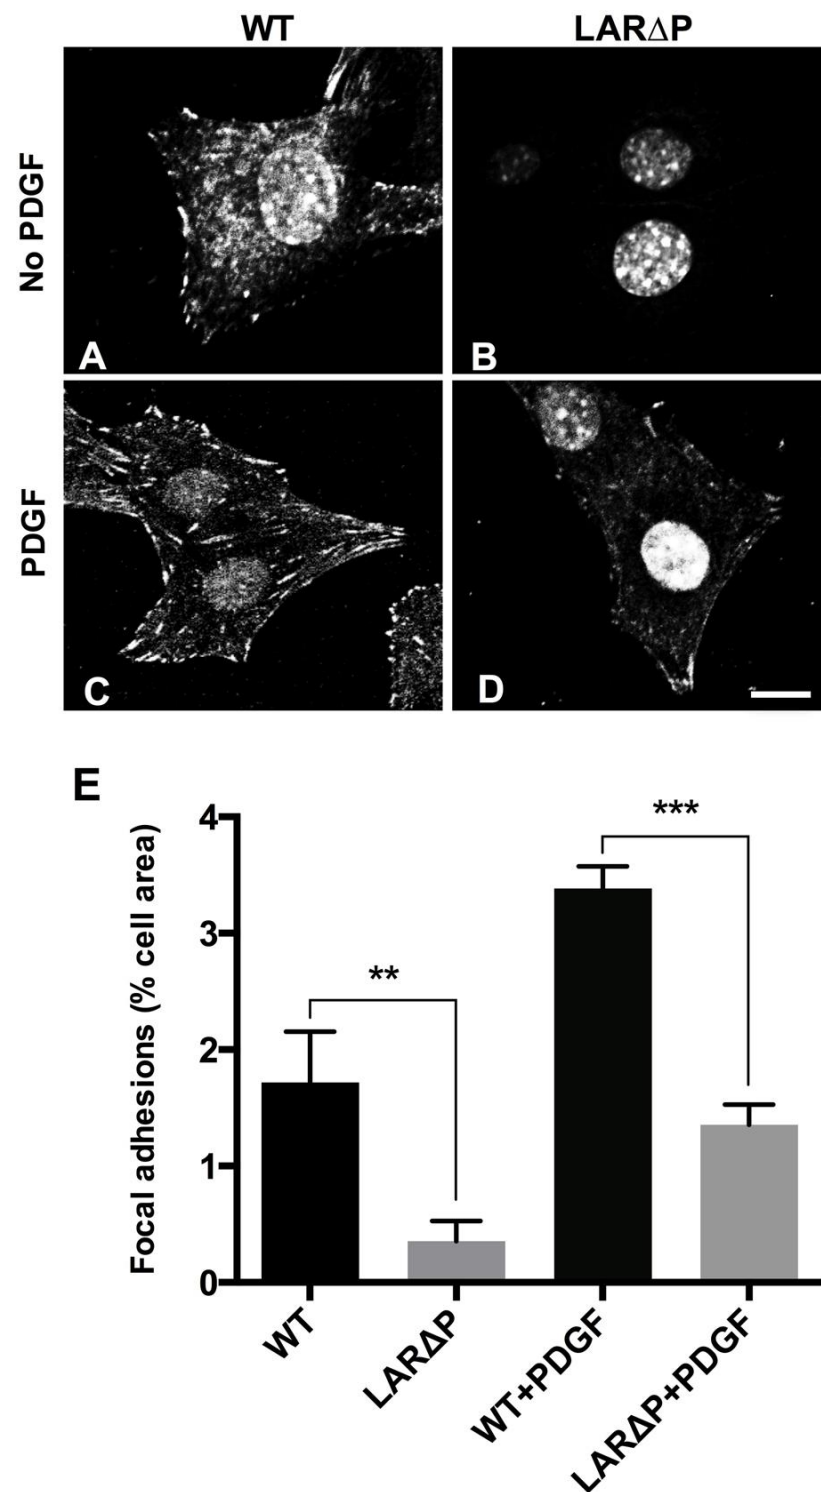 WT LARΔP
No PDGF
A B
PDGF
C D
E
Focal adhesions (% cell area)
4
3
2
1
0
**
***
WT
LARΔP
WT+PDGF
LARΔP+PDGF